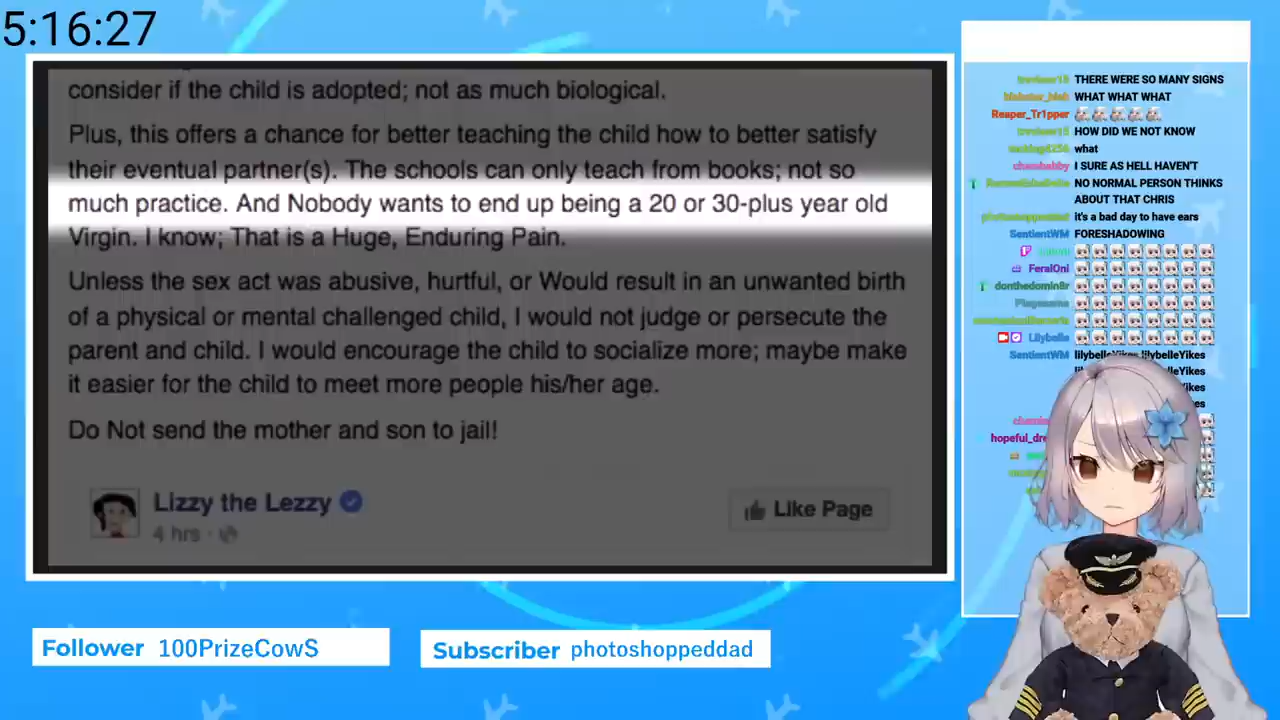 5:16:27
consider if the child is adopted; not as much biological.
Plus, this offers a chance for better teaching the child how to better satisfy
their eventual partner(s). The schools can only teach from books; not so
much practice. And Nobody wants to end up being a 20 or 30-plus year old
Virgin. I know; That is a Huge, Enduring Pain.
Unless the sex act was abusive, hurtful, or Would result in an unwanted birth
of a physical or mental challenged child, I would not judge or persecute the
parent and child. I would encourage the child to socialize more; maybe make
it easier for the child to meet more people his/her age.
Do Not send the mother and son to jail!
Lizzy the Lezzy
4 hrs
Like Page
THERE WERE SO MANY SIGNS
WHAT WHAT WHAT
Reaper_Tr1pper
HOW DID WE NOT KNOW
what
I SURE AS HELL HAVEN'T
NO NORMAL PERSON THINKS
ABOUT THAT CHRIS
photoshoppeddad it's a bad day to have ears
SentientWM FORESHADOWING
FeralOni
donthedomin8r
Lilybelle
SentientWM lilybelleYikes lilybelleYikes
Follower 100PrizeCowS
Subscriber photoshoppeddad